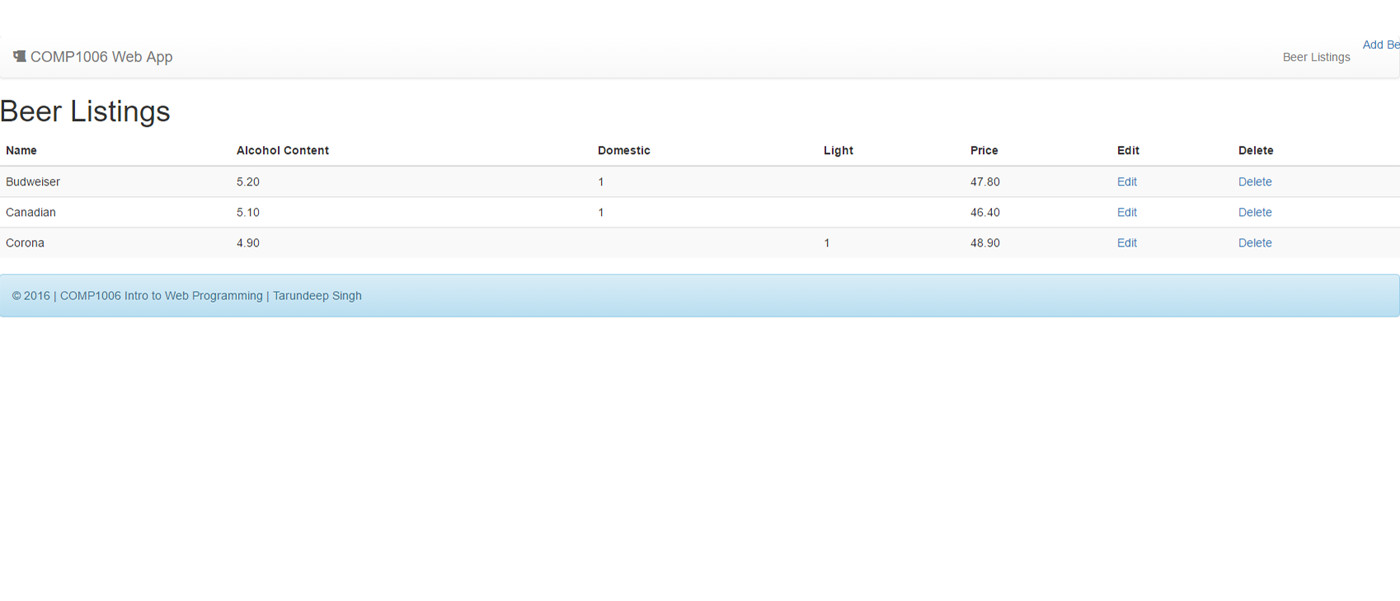 COMP1006 Web App
Beer Listings
Add Be
Beer Listings
Name Alcohol Content Domestic Light Price Edit Delete
Budweiser 5.20 1 47.80 Edit Delete
Canadian 5.10 1 46.40 Edit Delete
Corona 4.90 1 48.90 Edit Delete
© 2016 | COMP1006 Intro to Web Programming | Tarundeep Singh